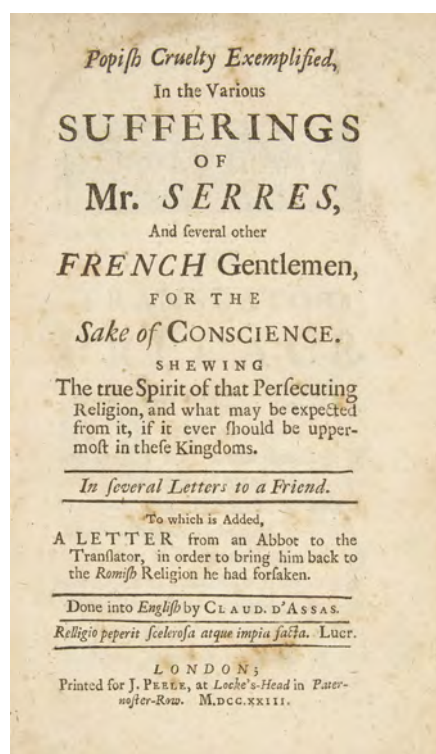 Popiſh Cruelty Exemplified,
In the Various
SUFFERINGS
OF
Mr. SERRES,
And ſeveral other
FRENCH Gentlemen,
FOR THE
Sake of CONSCIENCE.
SHEWING
The true Spirit of that Perſecuting
Religion, and what may be expected
from it, if it ever ſhould be upper-
moſt in theſe Kingdoms.
In ſeveral Letters to a Friend.
To which is Added,
A LETTER from an Abbot to the
Tranſlator, in order to bring him back to
the Romiſh Religion he had forſaken.
Done into Engliſh by CLAUD. D'ASSAS.
Relligio peperit ſceleroſa atque impia facta. Lucr.
LONDON;
Printed for J. PEELE, at Locke's-Head in Pater-
noſter-Row. M.DCC.XXIII.